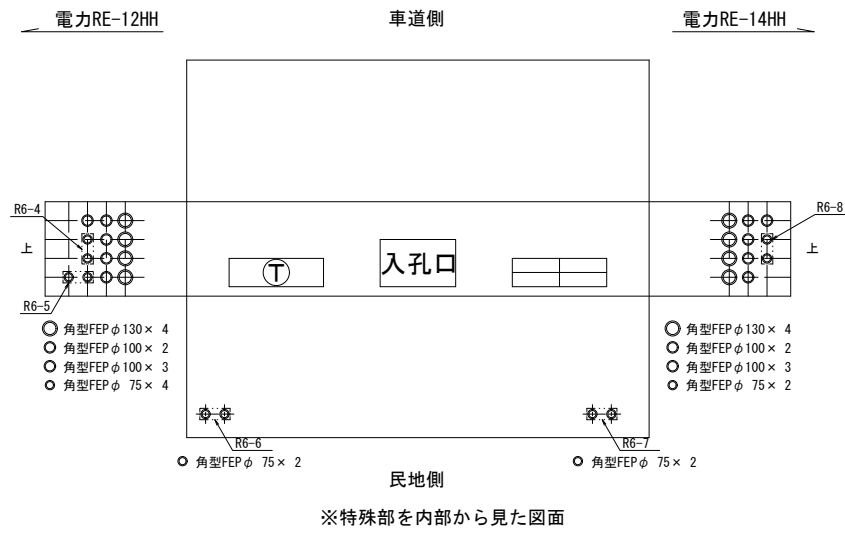 電力RE-12HH
車道側
電力RE-14HH
R6-4
R6-8
上
上
入孔口
T
R6-5
角型FEPφ130× 4
角型FEPφ100× 2
角型FEPφ100× 3
角型FEPφ 75× 4
角型FEPφ130× 4
角型FEPφ100× 2
角型FEPφ100× 3
角型FEPφ 75× 2
R6-6
R6-7
角型FEPφ 75× 2
角型FEPφ 75× 2
民地側
※特殊部を内部から見た図面